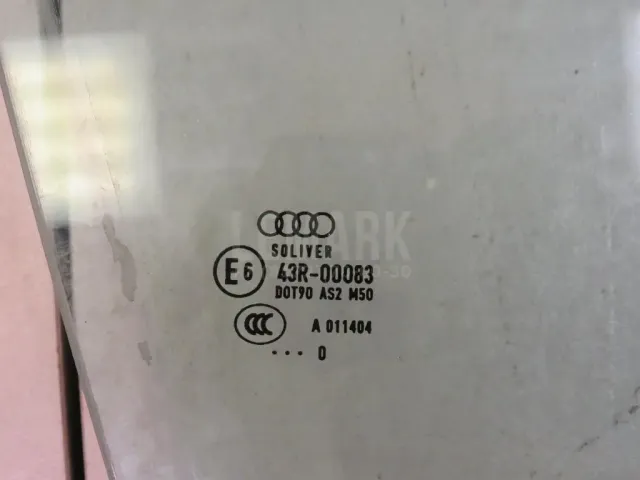 SOLIVER
E6 43R-00083
DOT90 AS2 M50
CCC A 011404
... 0